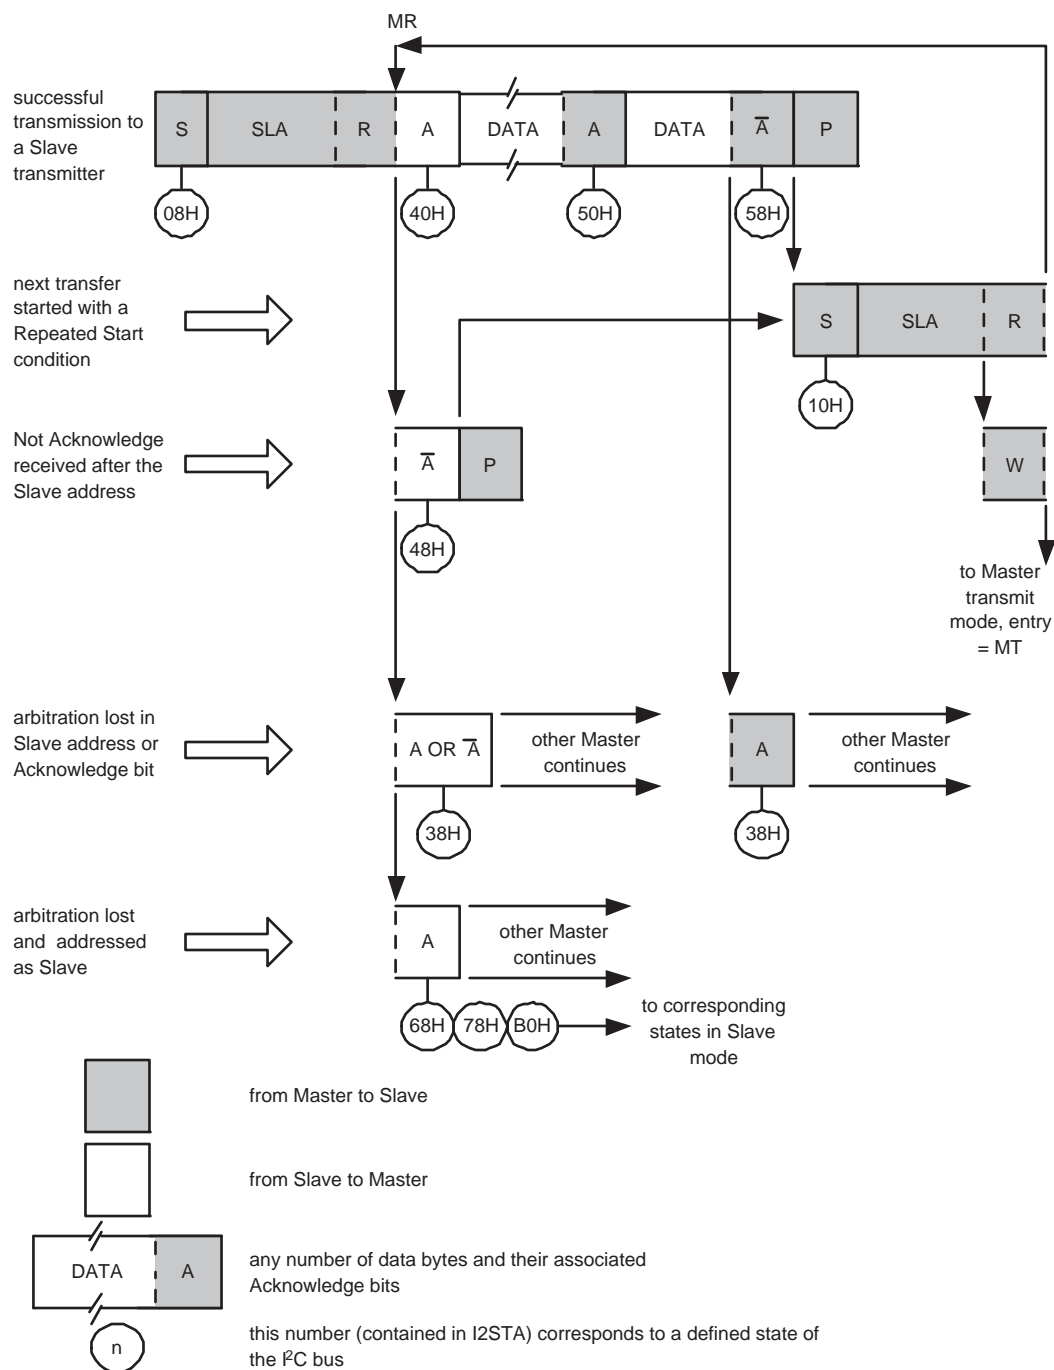 MR
successful
transmission to
a Slave
transmitter
S SLA R A DATA A DATA A̅ P
08H 40H 50H 58H
next transfer
started with a
Repeated Start
condition
S SLA R
10H
Not Acknowledge
received after the
Slave address
A̅ P
W
48H
to Master
transmit
mode, entry
= MT
arbitration lost in
Slave address or
Acknowledge bit
A OR A̅
other Master
continues
A
other Master
continues
38H 38H
arbitration lost
and addressed
as Slave
A
other Master
continues
68H 78H B0H
to corresponding
states in Slave
mode
from Master to Slave
from Slave to Master
DATA A
any number of data bytes and their associated
Acknowledge bits
n
this number (contained in I2STA) corresponds to a defined state of
the I²C bus